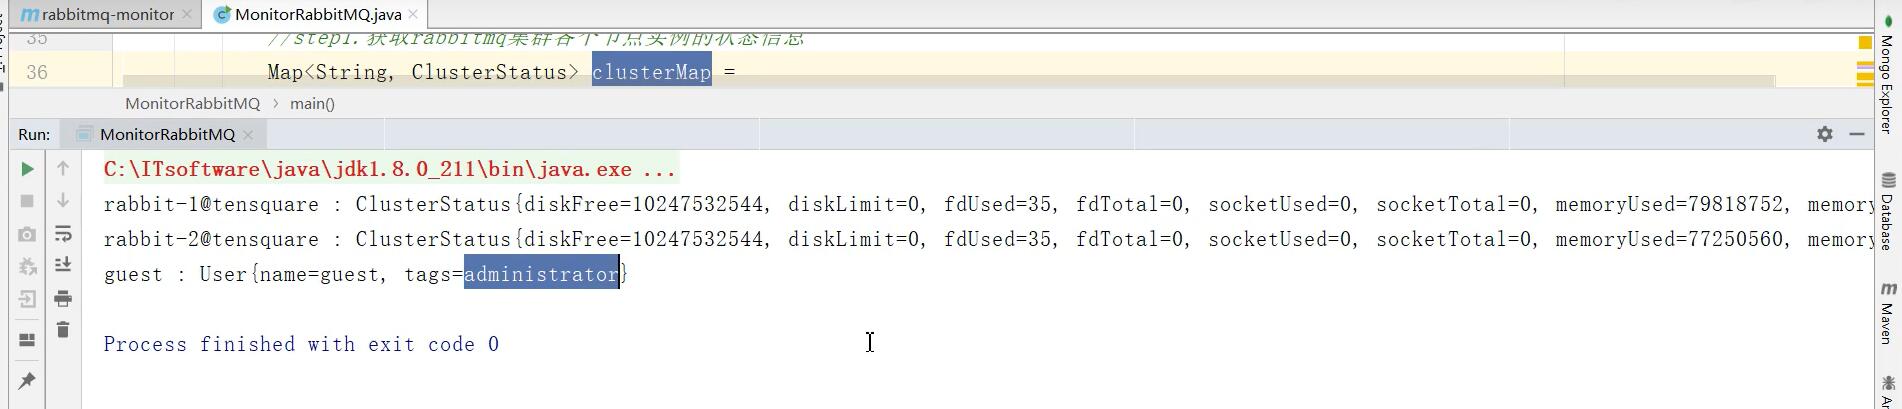 rabbitmq-monitor
MonitorRabbitMQ.java
35 //step1.获取rabbitmq集群各个节点实例的状态信息
36 Map<String, ClusterStatus> clusterMap =
MonitorRabbitMQ > main()
Run: MonitorRabbitMQ
C:\ITsoftware\java\jdk1.8.0_211\bin\java.exe ...
rabbit-1@tensquare : ClusterStatus{diskFree=10247532544, diskLimit=0, fdUsed=35, fdTotal=0, socketUsed=0, socketTotal=0, memoryUsed=79818752, memory
rabbit-2@tensquare : ClusterStatus{diskFree=10247532544, diskLimit=0, fdUsed=35, fdTotal=0, socketUsed=0, socketTotal=0, memoryUsed=77250560, memory
guest : User{name=guest, tags=administrator}
Process finished with exit code 0
Mongo Explorer
Database
Maven